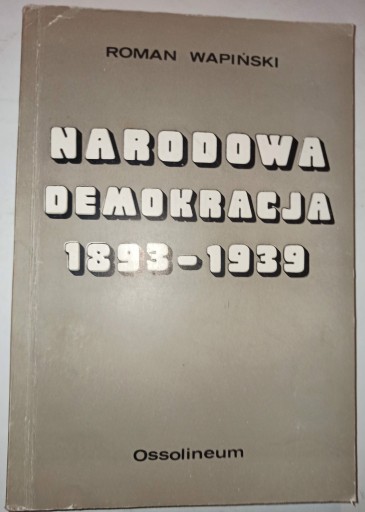 ROMAN WAPIŃSKI
NARODOWA
DEMOKRACJA
1893-1939
Ossolineum